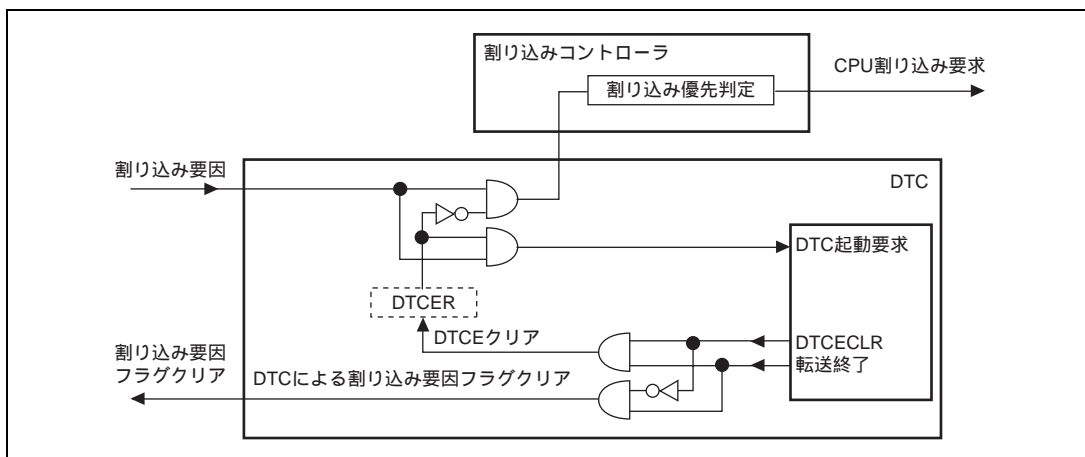 割り込みコントローラ
CPU割り込み要求
割り込み優先判定
割り込み要因
DTC
DTC起動要求
DTCER
DTCEクリア
DTCECLR
転送終了
割り込み要因
フラグクリア
DTCによる割り込み要因フラグクリア